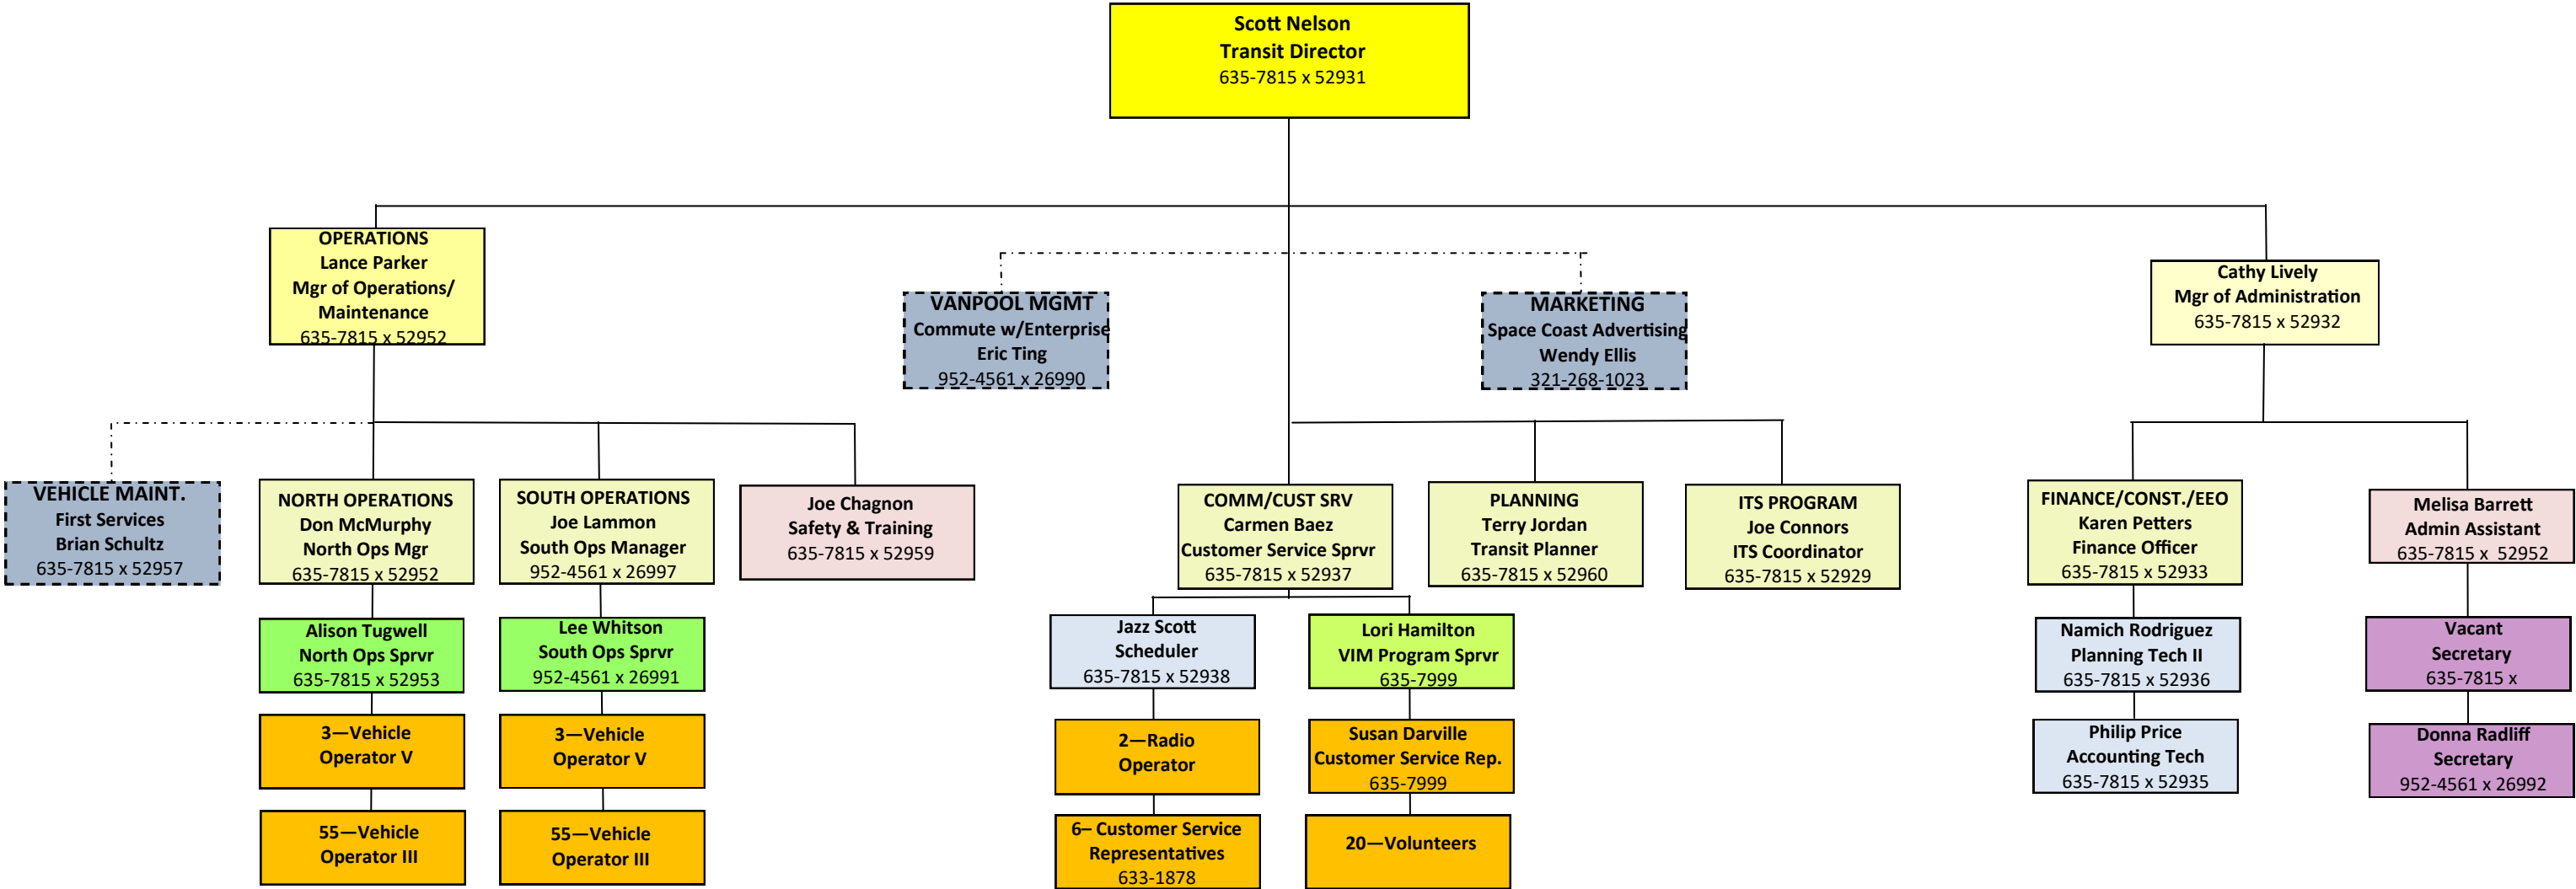 Scott Nelson
Transit Director
635-7815 x 52931
OPERATIONS
Lance Parker
Mgr of Operations/
Maintenance
635-7815 x 52952
VANPOOL MGMT
Commute w/Enterprise
Eric Ting
952-4561 x 26990
MARKETING
Space Coast Advertising
Wendy Ellis
321-268-1023
Cathy Lively
Mgr of Administration
635-7815 x 52932
VEHICLE MAINT.
First Services
Brian Schultz
635-7815 x 52957
NORTH OPERATIONS
Don McMurphy
North Ops Mgr
635-7815 x 52952
SOUTH OPERATIONS
Joe Lammon
South Ops Manager
952-4561 x 26997
Joe Chagnon
Safety & Training
635-7815 x 52959
COMM/CUST SRV
Carmen Baez
Customer Service Sprvr
635-7815 x 52937
PLANNING
Terry Jordan
Transit Planner
635-7815 x 52960
ITS PROGRAM
Joe Connors
ITS Coordinator
635-7815 x 52929
FINANCE/CONST./EEO
Karen Petters
Finance Officer
635-7815 x 52933
Melisa Barrett
Admin Assistant
635-7815 x  52952
Alison Tugwell
North Ops Sprvr
635-7815 x 52953
Lee Whitson
South Ops Sprvr
952-4561 x 26991
Jazz Scott
Scheduler
635-7815 x 52938
Lori Hamilton
VIM Program Sprvr
635-7999
Namich Rodriguez
Planning Tech II
635-7815 x 52936
Vacant
Secretary
635-7815 x
3—Vehicle
Operator V
3—Vehicle
Operator V
2—Radio
Operator
Susan Darville
Customer Service Rep.
635-7999
Philip Price
Accounting Tech
635-7815 x 52935
Donna Radliff
Secretary
952-4561 x 26992
55—Vehicle
Operator III
55—Vehicle
Operator III
6– Customer Service
Representatives
633-1878
20—Volunteers